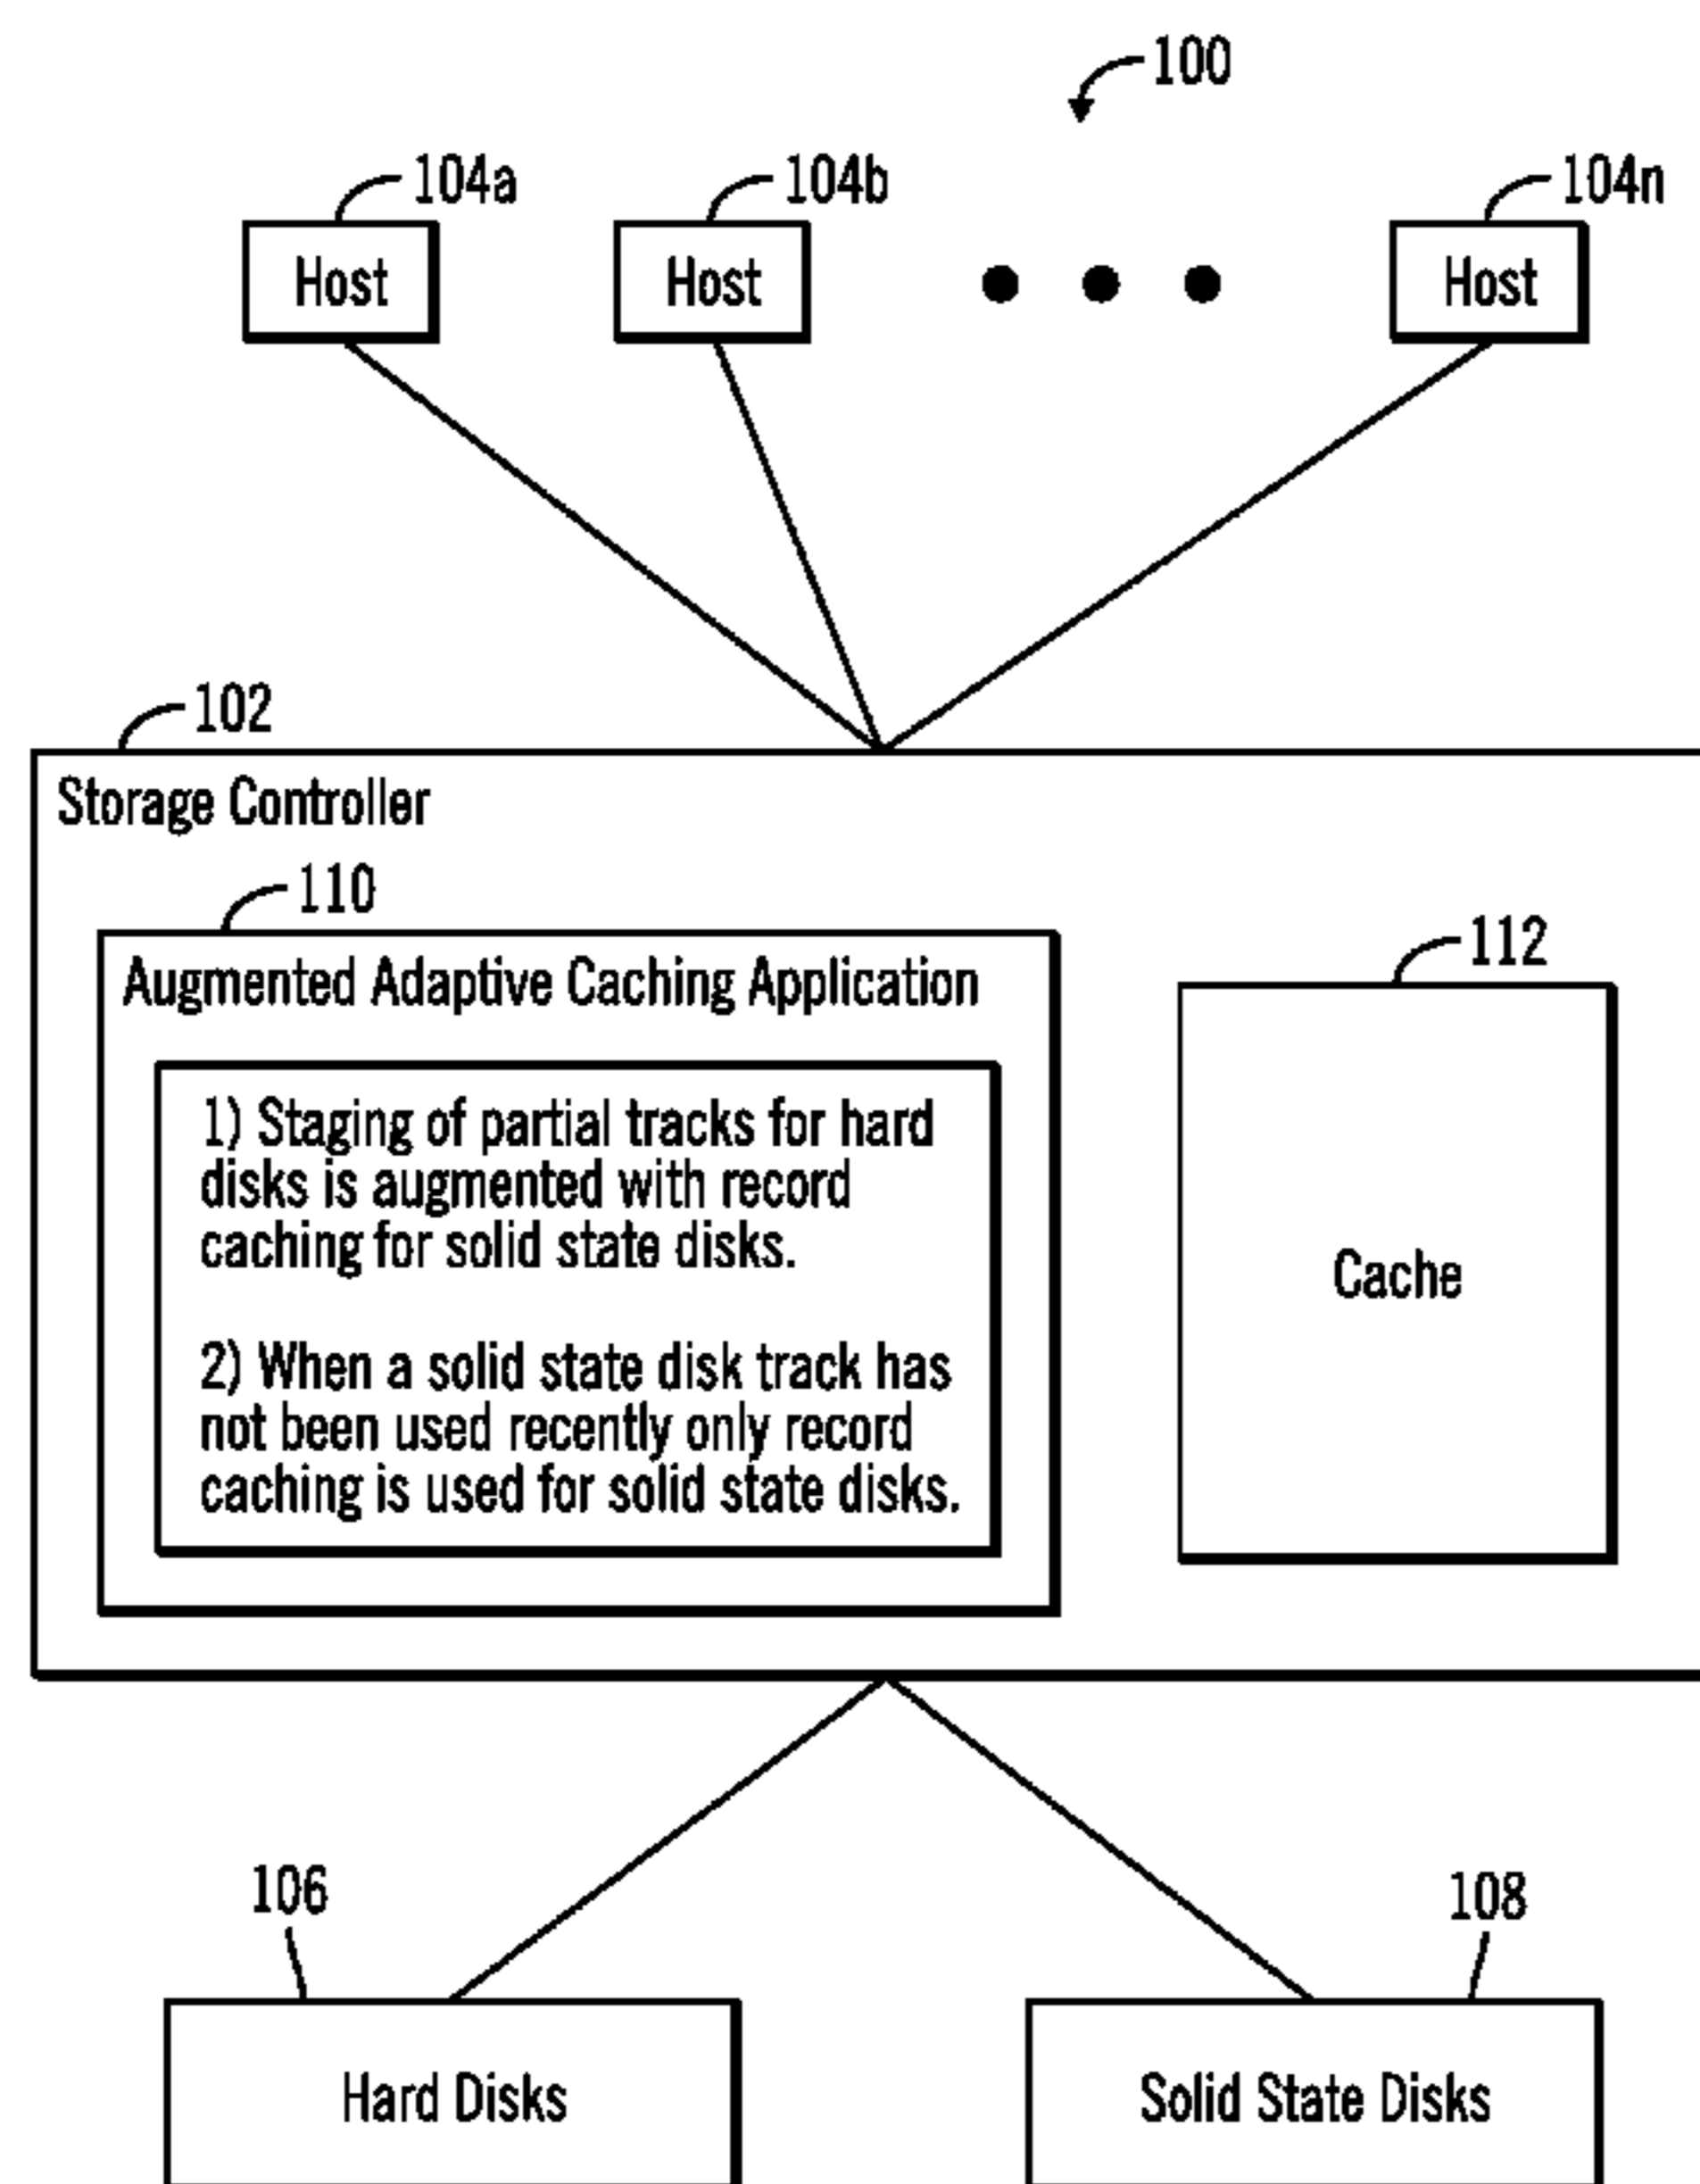 100
104a
104b
104n
Host
Host
Host
102
Storage Controller
110
Augmented Adaptive Caching Application
112
1) Staging of partial tracks for hard
disks is augmented with record
caching for solid state disks.
Cache
2) When a solid state disk track has
not been used recently only record
caching is used for solid state disks.
106
108
Hard Disks
Solid State Disks